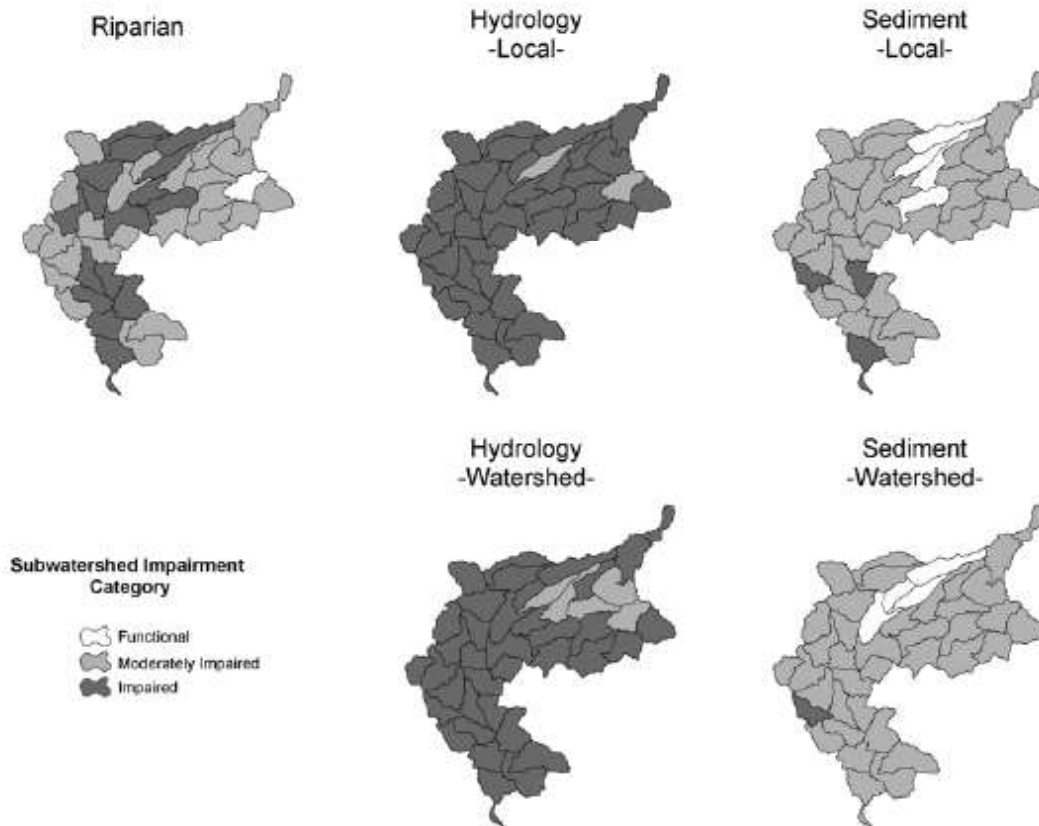 Riparian
Hydrology
-Local-
Sediment
-Local-
Hydrology
-Watershed-
Sediment
-Watershed-
Subwatershed Impairment
Category
Functional
Moderately Impaired
Impaired